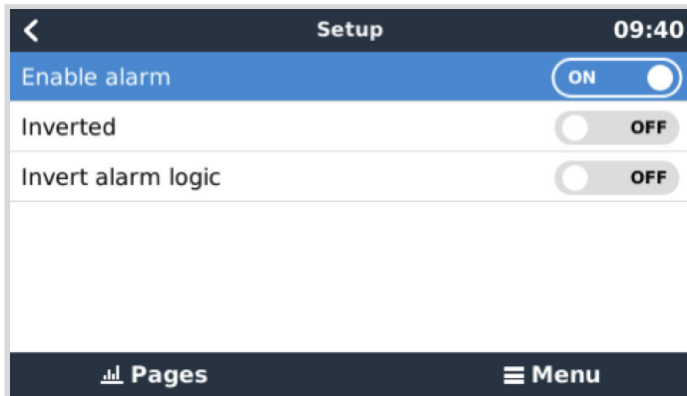 Setup 09:40
Enable alarm ON
Inverted OFF
Invert alarm logic OFF
Pages Menu